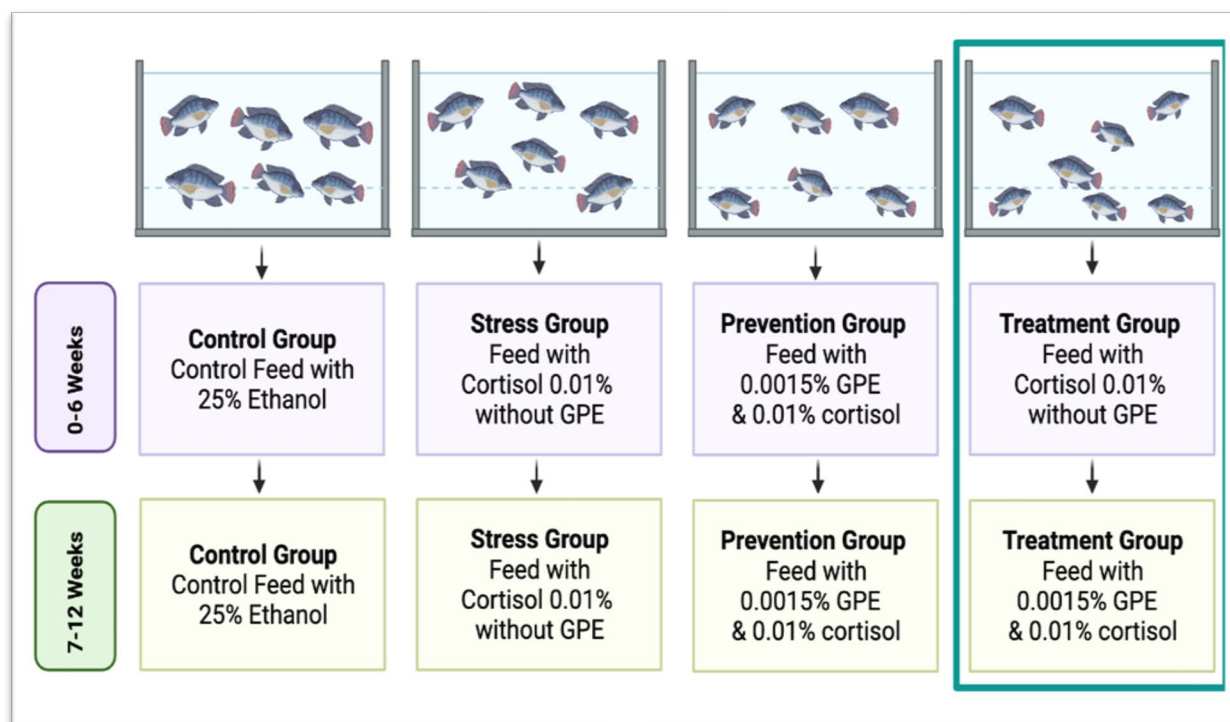 0-6 Weeks
Control Group
Control Feed with
25% Ethanol
Stress Group
Feed with
Cortisol 0.01%
without GPE
Prevention Group
Feed with
0.0015% GPE
& 0.01% cortisol
Treatment Group
Feed with
Cortisol 0.01%
without GPE
7-12 Weeks
Control Group
Control Feed with
25% Ethanol
Stress Group
Feed with
Cortisol 0.01%
without GPE
Prevention Group
Feed with
0.0015% GPE
& 0.01% cortisol
Treatment Group
Feed with
0.0015% GPE
& 0.01% cortisol